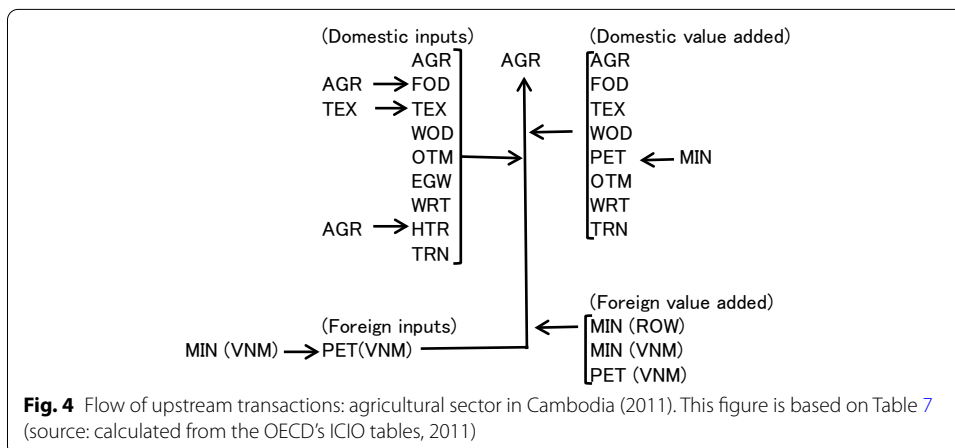 (Domestic inputs) (Domestic value added)
AGR AGR AGR
AGR FOD FOD
TEX TEX TEX
WOD WOD
OTM PET MIN
EGW OTM
WRT WRT
AGR HTR TRN
TRN
(Foreign value added)
(Foreign inputs) MIN (ROW)
MIN (VNM) PET(VNM) MIN (VNM)
PET (VNM)
Fig. 4 Flow of upstream transactions: agricultural sector in Cambodia (2011). This figure is based on Table 7
(source: calculated from the OECD's ICIO tables, 2011)